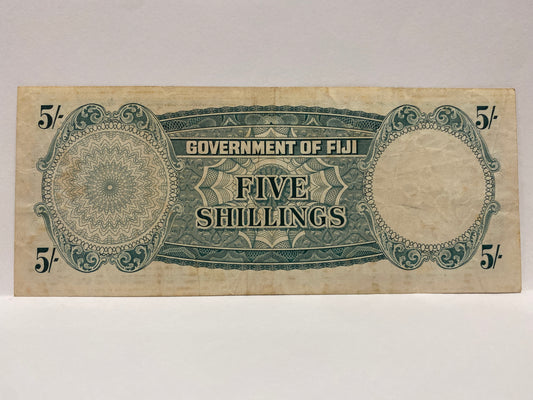 5/- 5/-
GOVERNMENT OF FIJI
FIVE
SHILLINGS
5/- 5/-